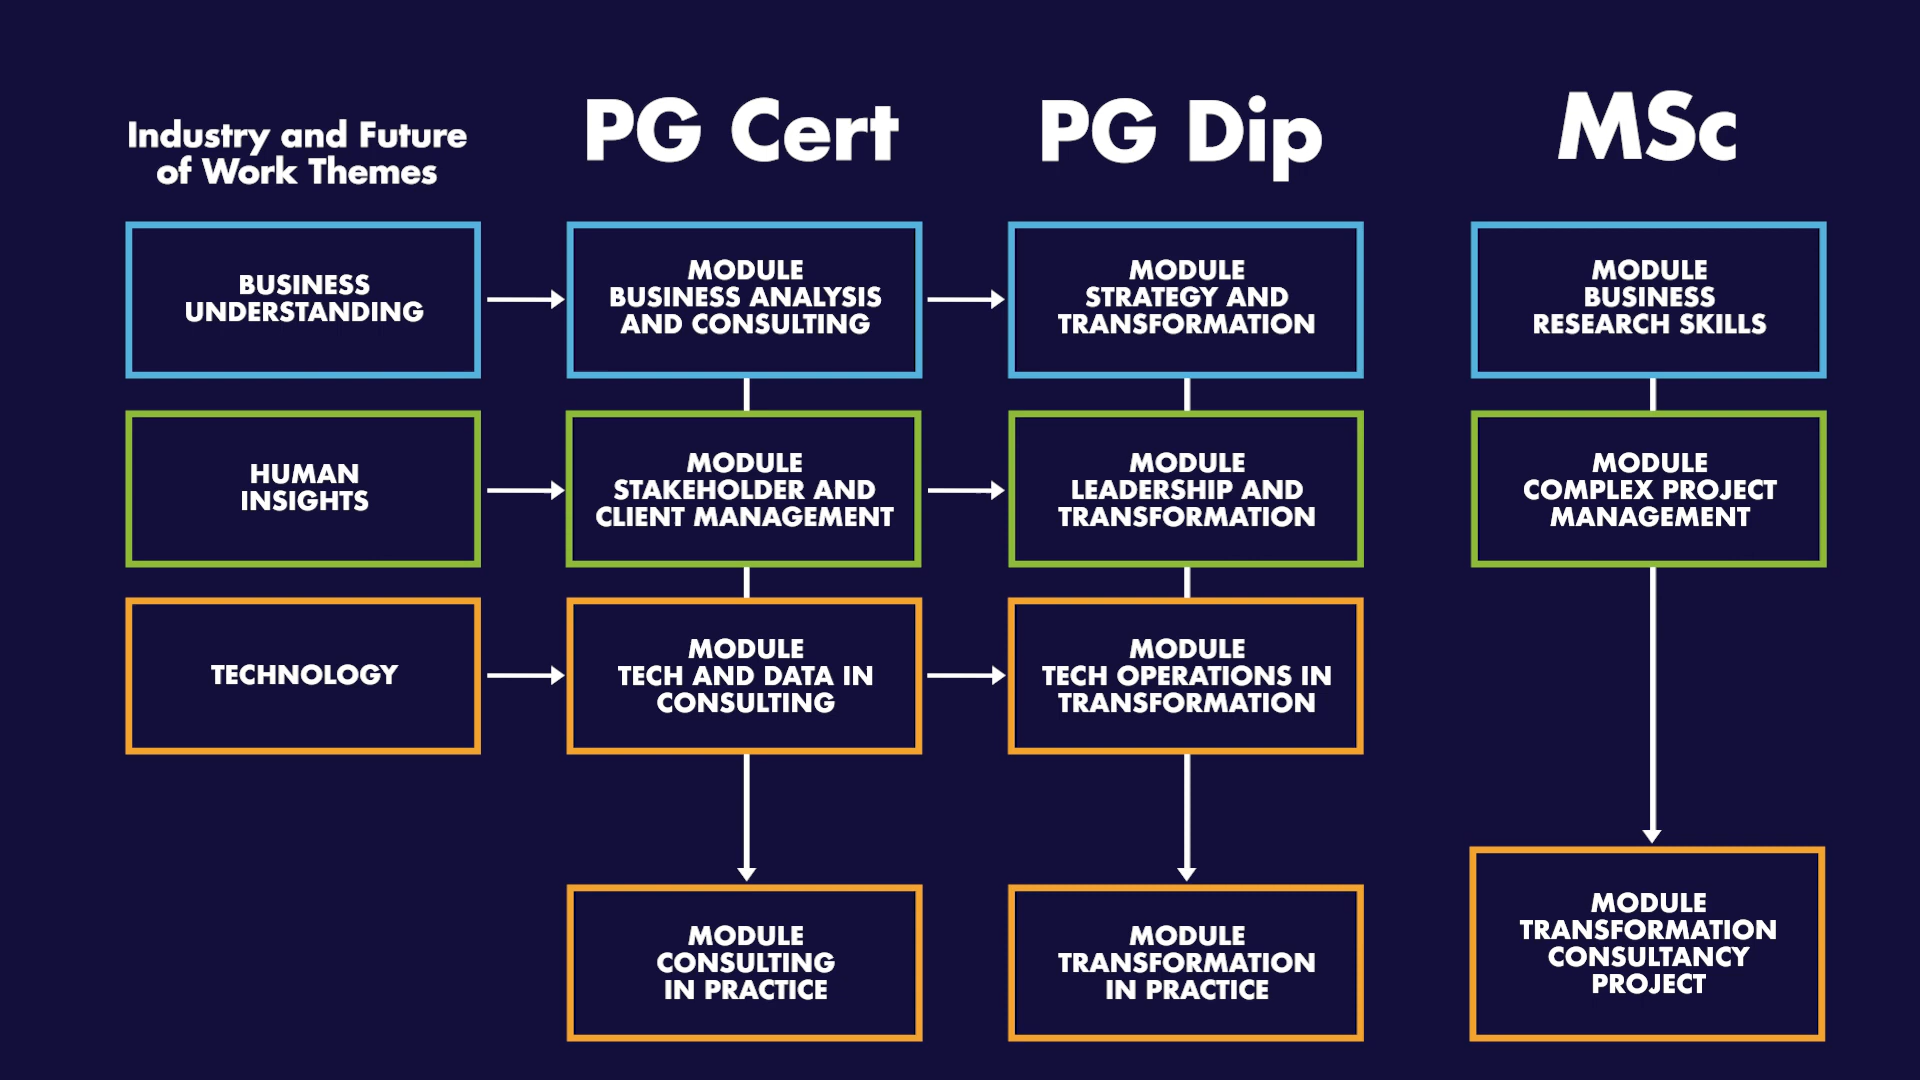 Industry and Future
of Work Themes
PG Cert
PG Dip
MSc
BUSINESS
UNDERSTANDING
MODULE
BUSINESS ANALYSIS
AND CONSULTING
MODULE
STRATEGY AND
TRANSFORMATION
MODULE
BUSINESS
RESEARCH SKILLS
HUMAN
INSIGHTS
MODULE
STAKEHOLDER AND
CLIENT MANAGEMENT
MODULE
LEADERSHIP AND
TRANSFORMATION
MODULE
COMPLEX PROJECT
MANAGEMENT
TECHNOLOGY
MODULE
TECH AND DATA IN
CONSULTING
MODULE
TECH OPERATIONS IN
TRANSFORMATION
MODULE
CONSULTING
IN PRACTICE
MODULE
TRANSFORMATION
IN PRACTICE
MODULE
TRANSFORMATION
CONSULTANCY
PROJECT